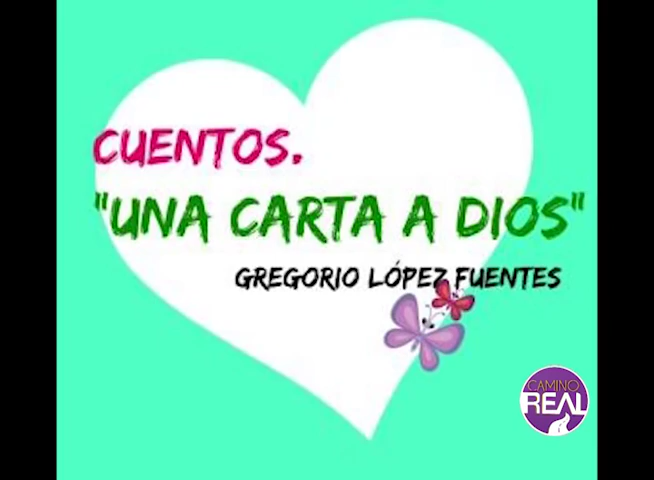 CUENTOS.
"UNA CARTA A DIOS"
GREGORIO LÓPEZ FUENTES
CAMINO
REAL